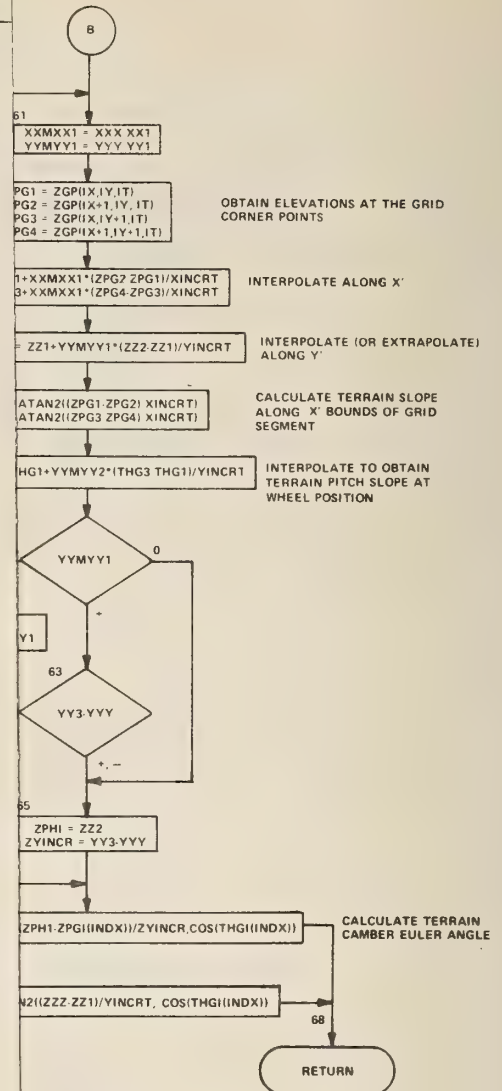 B
61
XXMXX1 = XXX XX1
YYMYY1 = YYY YY1
PG1 = ZGP(IX,IY,IT)
PG2 = ZGP(IX+1,IY, IT)
PG3 = ZGP(IX,IY+1,IT)
PG4 = ZGP(IX+1,IY+1,IT)
OBTAIN ELEVATIONS AT THE GRID
CORNER POINTS
1+XXMXX1*(ZPG2 ZPG1)/XINCRT
3+XXMXX1*(ZPG4-ZPG3)/XINCRT
INTERPOLATE ALONG X'
= ZZ1+YYMYY1*(ZZ2-ZZ1)/YINCRT
INTERPOLATE (OR EXTRAPOLATE)
ALONG Y'
ATAN2((ZPG1-ZPG2) XINCRT)
ATAN2((ZPG3 ZPG4) XINCRT)
CALCULATE TERRAIN SLOPE
ALONG X' BOUNDS OF GRID
SEGMENT
HG1+YYMYY2*(THG3 THG1)/YINCRT
INTERPOLATE TO OBTAIN
TERRAIN PITCH SLOPE AT
WHEEL POSITION
YYMYY1
0
+
Y1
63
YY3-YYY
+, –
65
ZPHI = ZZ2
ZYINCR = YY3-YYY
(ZPH1-ZPGI(INDX))/ZYINCR,COS(THGI(INDX))
CALCULATE TERRAIN
CAMBER EULER ANGLE
N2((ZZZ-ZZ1)/YINCRT, COS(THGI(INDX))
68
RETURN